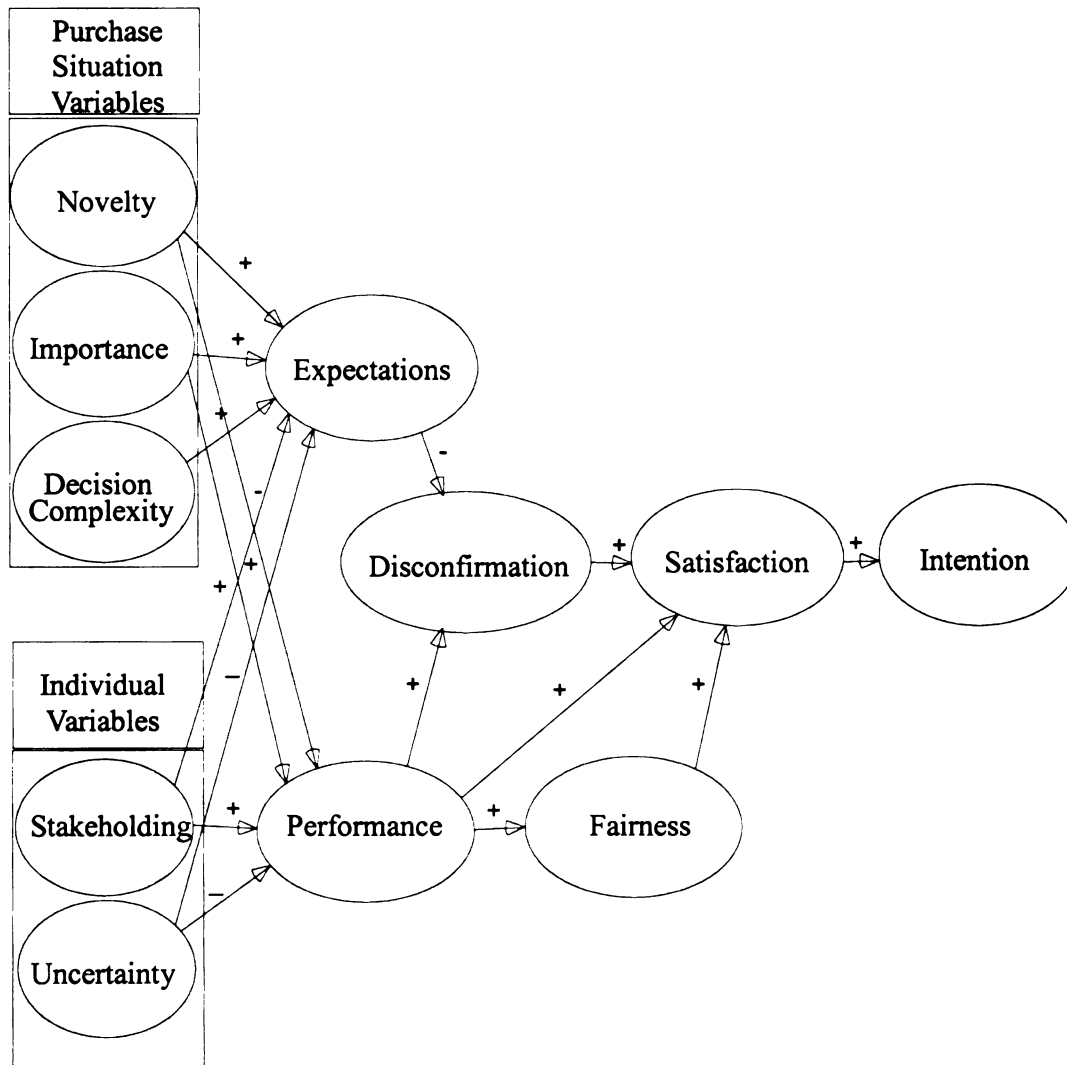 Purchase
Situation
Variables
Novelty
+
Importance
+
Expectations
+
Decision
Complexity
-
-
+
+
Disconfirmation
+
Satisfaction
+
Intention
Individual
Variables
–
+
+
+
Stakeholding
+
Performance
+
Fairness
–
Uncertainty